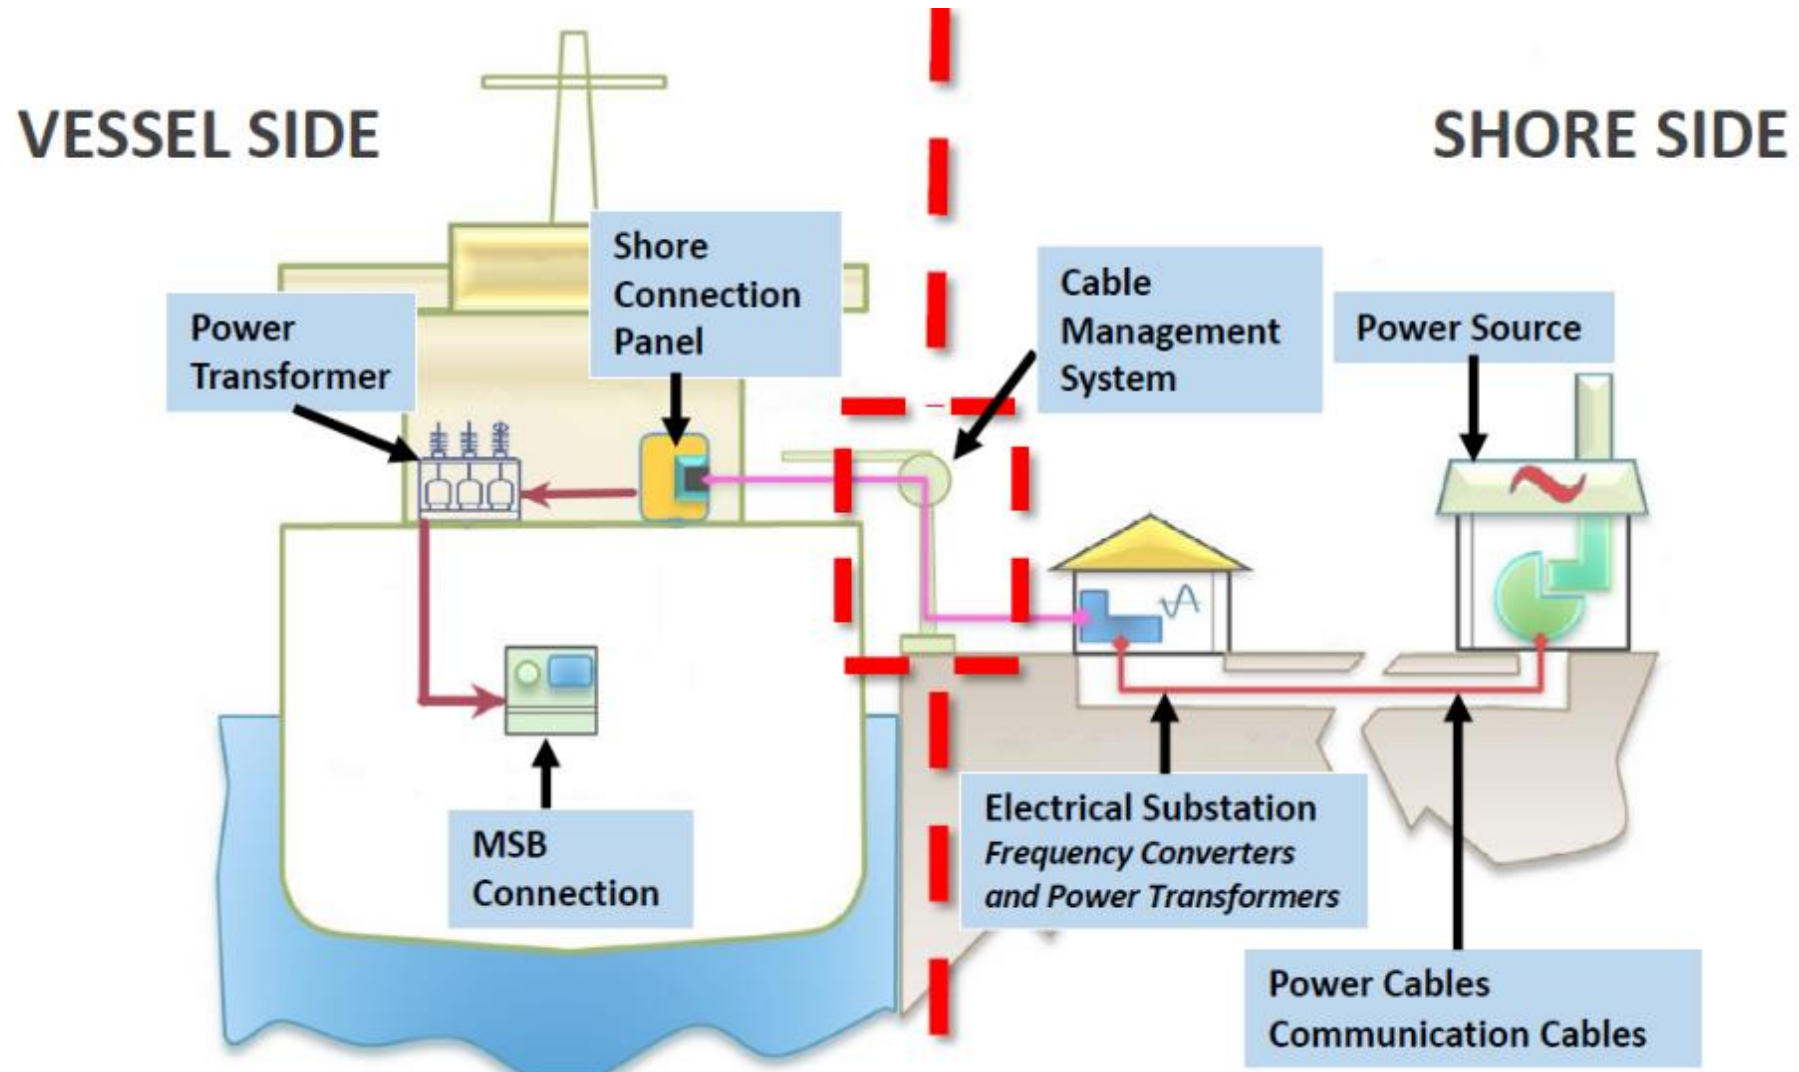 VESSEL SIDE
SHORE SIDE
Shore
Connection
Panel
Cable
Management
System
Power Source
Power
Transformer
MSB
Connection
Electrical Substation
Frequency Converters
and Power Transformers
Power Cables
Communication Cables